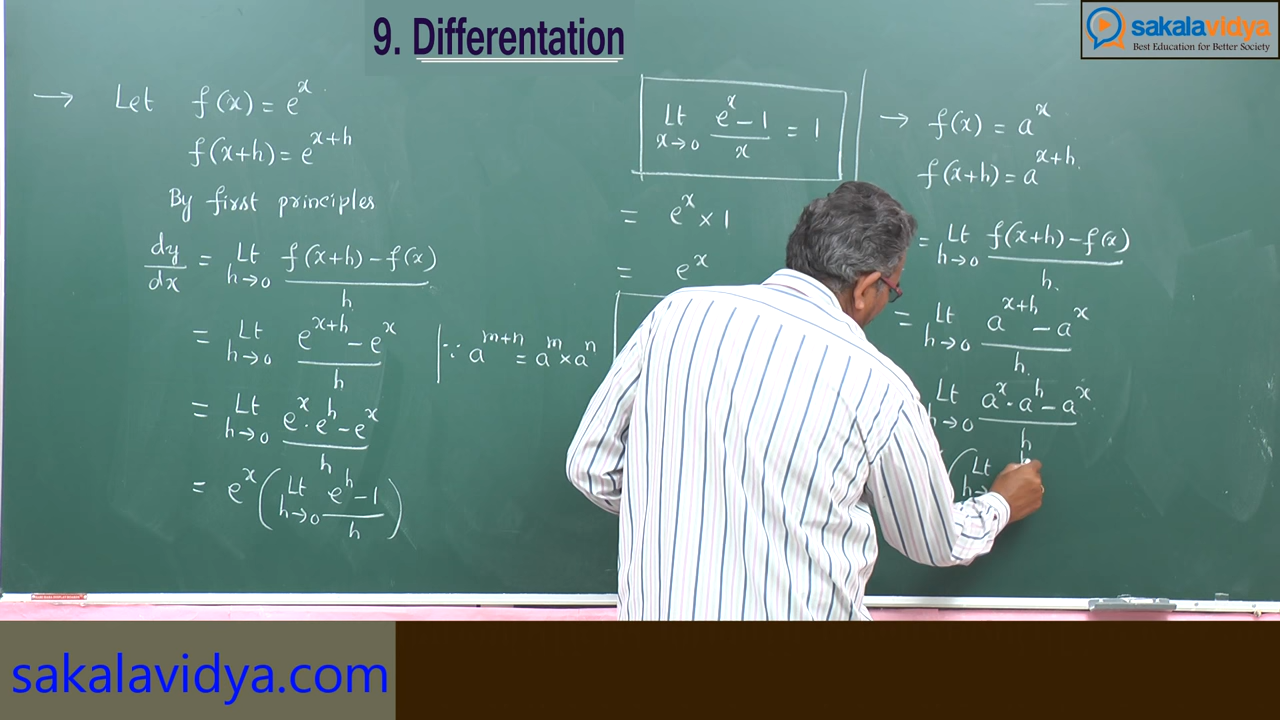 9. Differentation
sakalavidya
Best Education for Better Society
→ Let f(x) = e^x
f(x+h) = e^{x+h}
By first principles
dy/dx = Lt h→0 (f(x+h) - f(x))/h
= Lt h→0 (e^{x+h} - e^x)/h
= Lt h→0 (e^x · e^h - e^x)/h
= e^x (Lt h→0 (e^h - 1)/h)
∵ a^{m+n} = a^m × a^n
Lt x→0 (e^x - 1)/x = 1
= e^x × 1
= e^x
→ f(x) = a^x
f(x+h) = a^{x+h}.
= Lt h→0 (f(x+h) - f(x))/h.
= Lt h→0 (a^{x+h} - a^x)/h.
Lt h→0 (a^x · a^h - a^x)/h
(Lt h→
sakalavidya.com